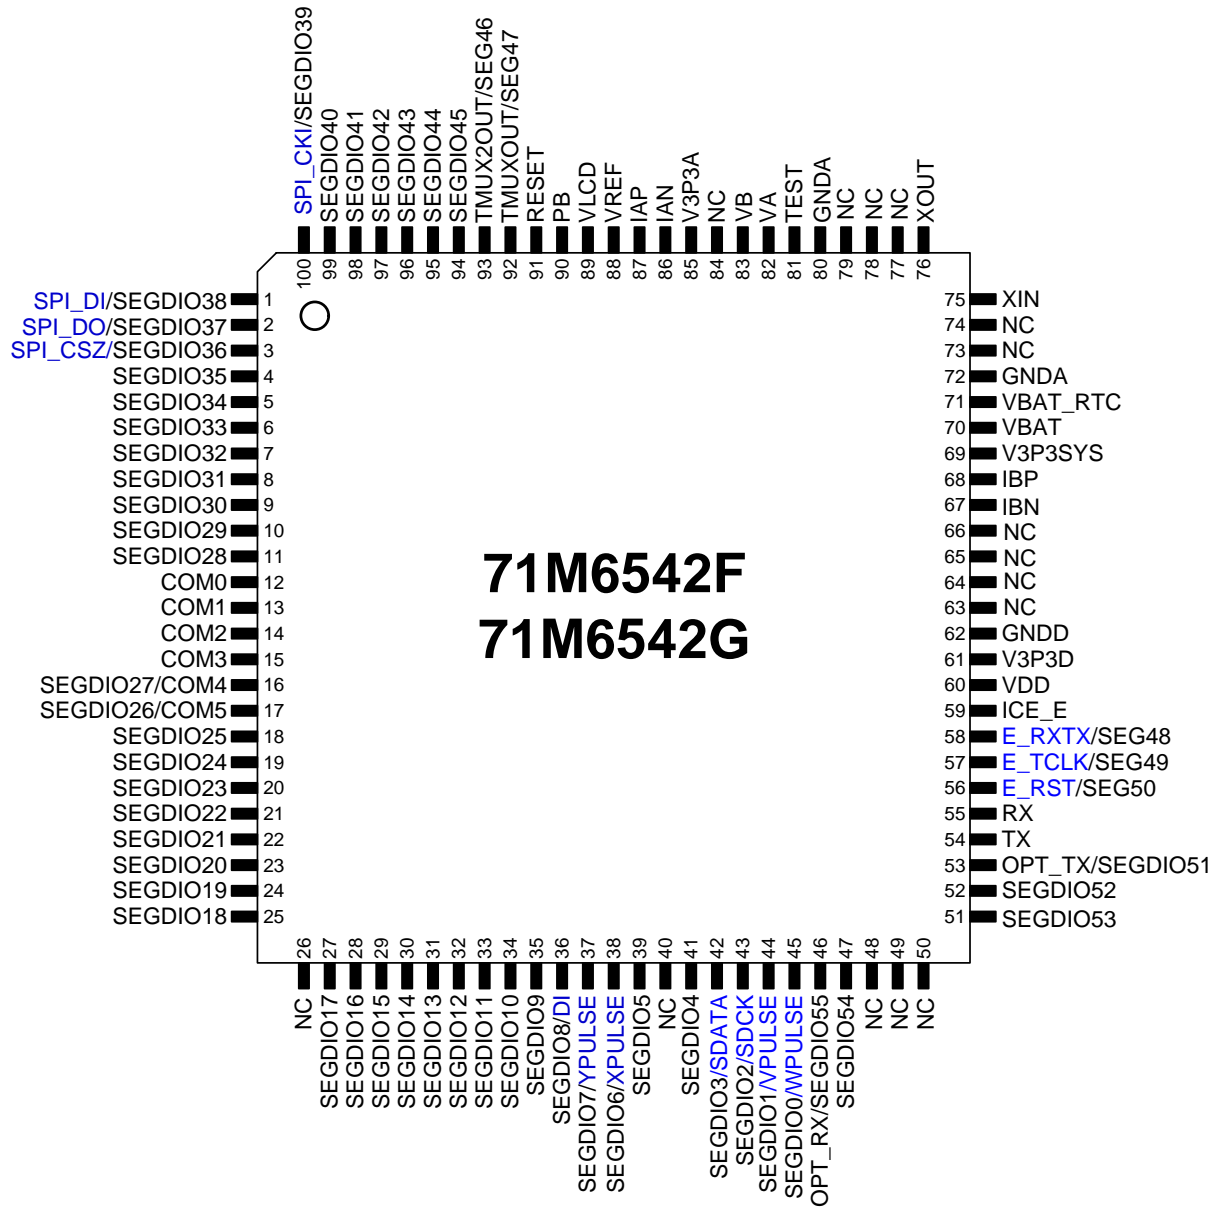 SPI_CKI/SEGDIO39
SEGDIO40
SEGDIO41
SEGDIO42
SEGDIO43
SEGDIO44
SEGDIO45
TMUX2OUT/SEG46
TMUXOUT/SEG47
RESET
PB
VLCD
VREF
IAP
IAN
V3P3A
NC
VB
VA
TEST
GNDA
NC
NC
NC
XOUT
100
99
98
97
96
95
94
93
92
91
90
89
88
87
86
85
84
83
82
81
80
79
78
77
76
SPI_DI/SEGDIO38 1
SPI_DO/SEGDIO37 2
SPI_CSZ/SEGDIO36 3
SEGDIO35 4
SEGDIO34 5
SEGDIO33 6
SEGDIO32 7
SEGDIO31 8
SEGDIO30 9
SEGDIO29 10
SEGDIO28 11
COM0 12
COM1 13
COM2 14
COM3 15
SEGDIO27/COM4 16
SEGDIO26/COM5 17
SEGDIO25 18
SEGDIO24 19
SEGDIO23 20
SEGDIO22 21
SEGDIO21 22
SEGDIO20 23
SEGDIO19 24
SEGDIO18 25
71M6542F
71M6542G
75 XIN
74 NC
73 NC
72 GNDA
71 VBAT_RTC
70 VBAT
69 V3P3SYS
68 IBP
67 IBN
66 NC
65 NC
64 NC
63 NC
62 GNDD
61 V3P3D
60 VDD
59 ICE_E
58 E_RXTX/SEG48
57 E_TCLK/SEG49
56 E_RST/SEG50
55 RX
54 TX
53 OPT_TX/SEGDIO51
52 SEGDIO52
51 SEGDIO53
26
27
28
29
30
31
32
33
34
35
36
37
38
39
40
41
42
43
44
45
46
47
48
49
50
NC
SEGDIO17
SEGDIO16
SEGDIO15
SEGDIO14
SEGDIO13
SEGDIO12
SEGDIO11
SEGDIO10
SEGDIO9
SEGDIO8/DI
SEGDIO7/YPULSE
SEGDIO6/XPULSE
SEGDIO5
NC
SEGDIO4
SEGDIO3/SDATA
SEGDIO2/SDCK
SEGDIO1/VPULSE
SEGDIO0/WPULSE
OPT_RX/SEGDIO55
SEGDIO54
NC
NC
NC